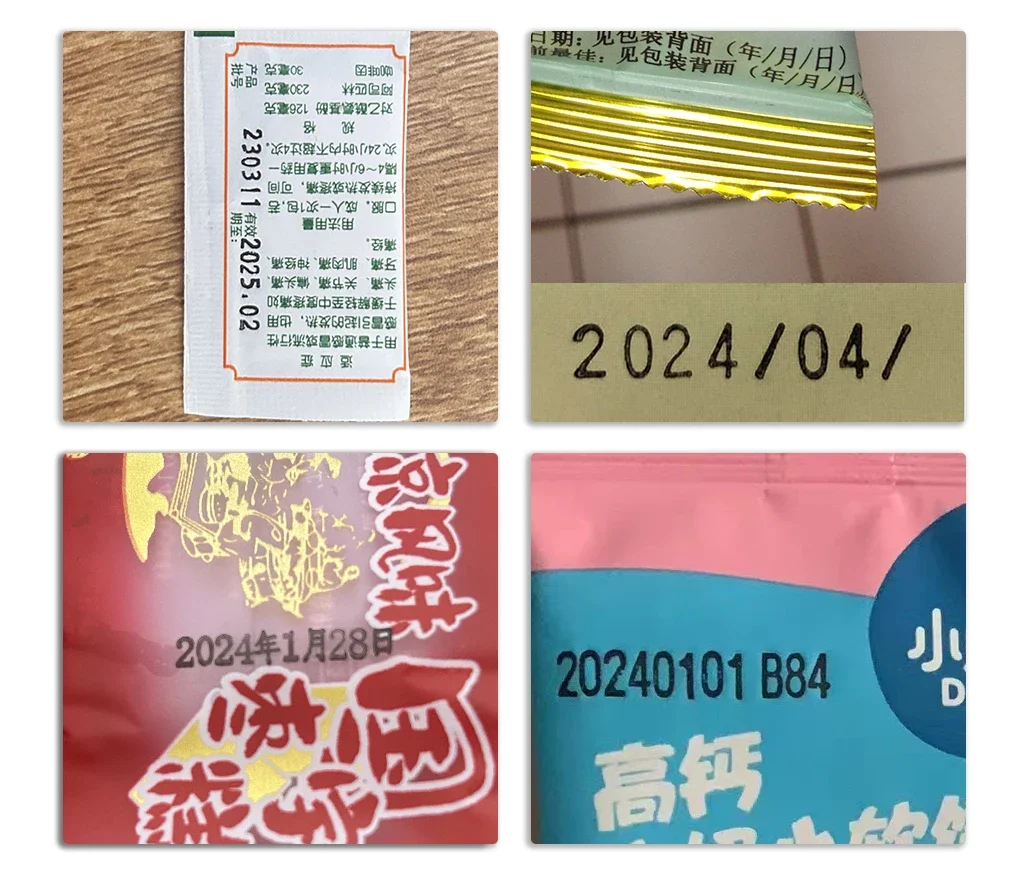 适应症
用于普通感冒或流行性
感冒引起的发热,也用
于缓解轻至中度疼痛如
头痛、关节痛、偏头痛、
牙痛、肌肉痛、神经痛、
痛经。
用法用量
口服。成人一次1包,
持续发热或疼痛,可间
隔4~6小时重复用药一
次,24小时内不超过4次。
规格
对乙酰氨基酚 126毫克
阿司匹林 230毫克
咖啡因 30毫克
产品批号 230311
有效期至:2025.02
日期:见包装背面(年/月/日)
前最佳:见包装背面(年/月/日)
2024/04/
京风味
2024年1月28日
枣糕
20240101 B84
小
D
高钙